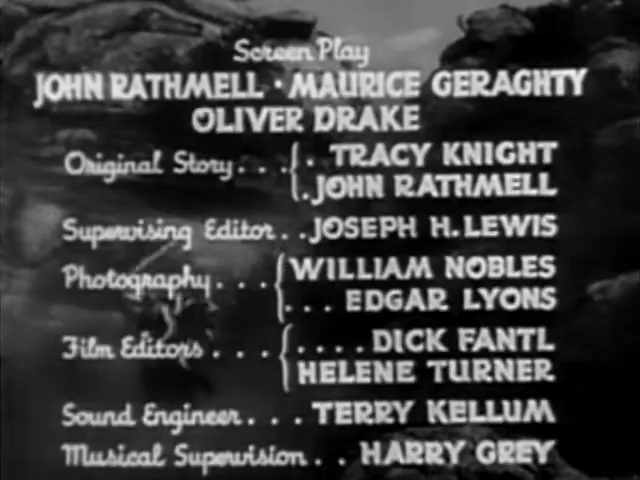 Screen Play
JOHN RATHMELL · MAURICE GERAGHTY
OLIVER DRAKE
Original Story . . . { . TRACY KNIGHT
. JOHN RATHMELL
Supervising Editor . . JOSEPH H. LEWIS
Photography . . . { WILLIAM NOBLES
. . . EDGAR LYONS
Film Editors . . . { . . . . DICK FANTL
HELENE TURNER
Sound Engineer . . . TERRY KELLUM
Musical Supervision . . HARRY GREY